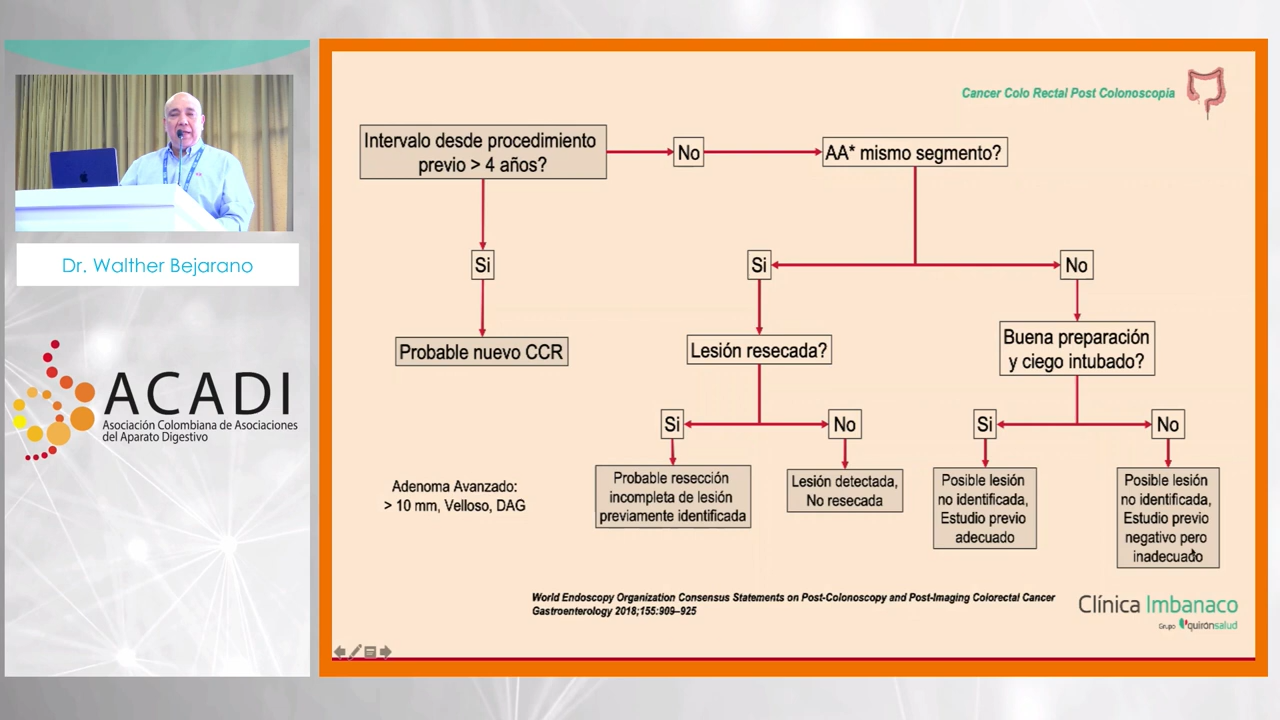 Dr. Walther Bejarano
ACADI
Asociación Colombiana de Asociaciones
del Aparato Digestivo
Cancer Colo Rectal Post Colonoscopía
Intervalo desde procedimiento
previo > 4 años?
No
AA* mismo segmento?
Si
Si
No
Probable nuevo CCR
Lesión resecada?
Buena preparación
y ciego intubado?
Si
No
Si
No
Probable resección
incompleta de lesión
previamente identificada
Lesión detectada,
No resecada
Posible lesión
no identificada,
Estudio previo
adecuado
Posible lesión
no identificada,
Estudio previo
negativo pero
inadecuado
Adenoma Avanzado:
> 10 mm, Velloso, DAG
World Endoscopy Organization Consensus Statements on Post-Colonoscopy and Post-Imaging Colorectal Cancer
Gastroenterology 2018;155:909–925
Clínica Imbanaco
Grupo quirónsalud